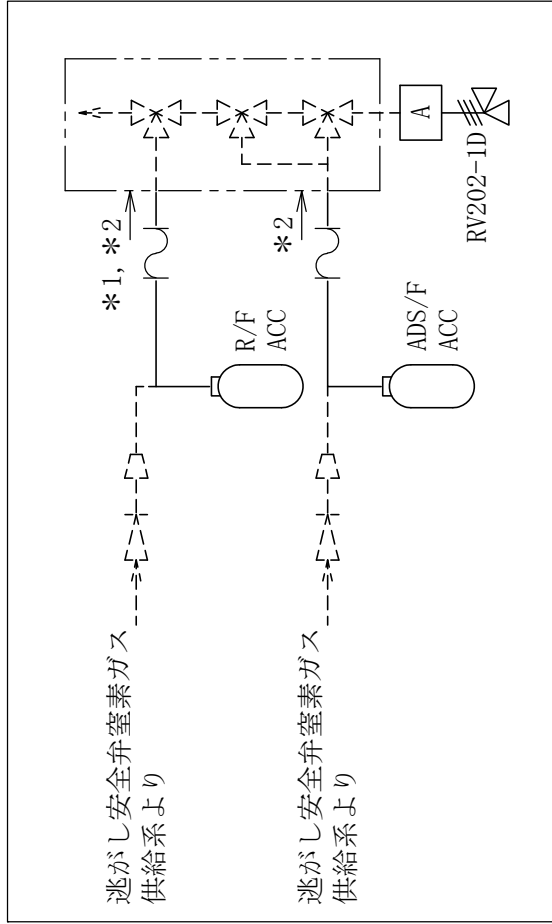 逃がし安全弁窒素ガス
供給系より
R/F
ACC
*1, *2
逃がし安全弁窒素ガス
供給系より
ADS/F
ACC
*2
A
RV202-1D